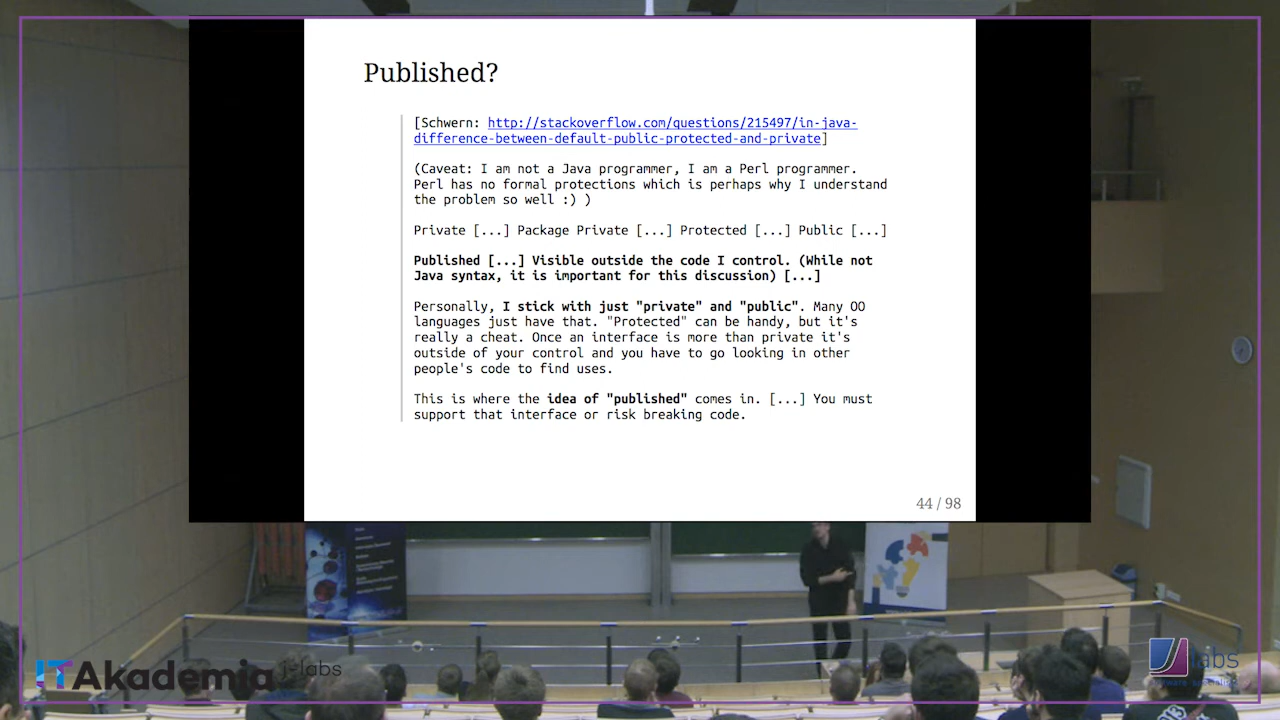 Published?
[Schwern: http://stackoverflow.com/questions/215497/in-java-
difference-between-default-public-protected-and-private]
(Caveat: I am not a Java programmer, I am a Perl programmer.
Perl has no formal protections which is perhaps why I understand
the problem so well :) )
Private [...] Package Private [...] Protected [...] Public [...]
Published [...] Visible outside the code I control. (While not
Java syntax, it is important for this discussion) [...]
Personally, I stick with just "private" and "public". Many OO
languages just have that. "Protected" can be handy, but it's
really a cheat. Once an interface is more than private it's
outside of your control and you have to go looking in other
people's code to find uses.
This is where the idea of "published" comes in. [...] You must
support that interface or risk breaking code.
44 / 98
ITAkademia j-labs
labs